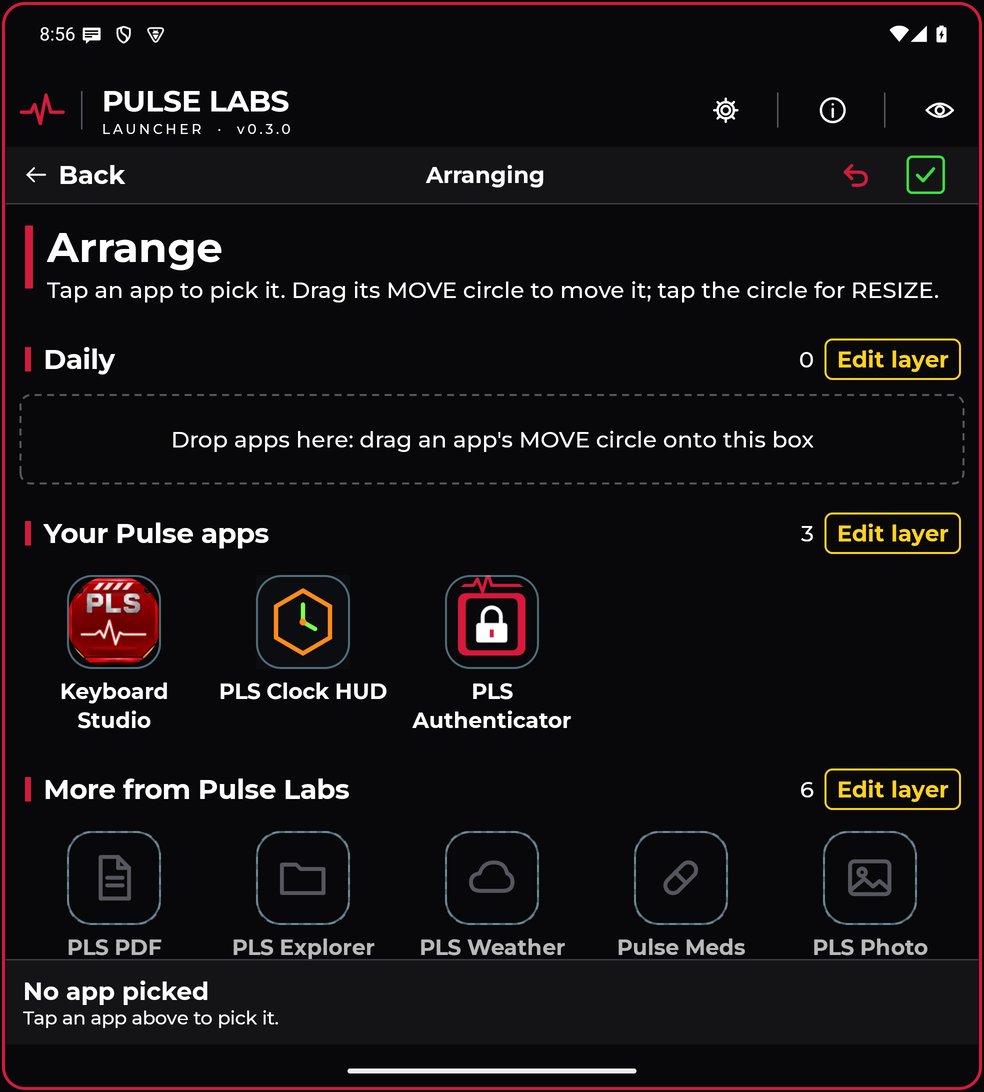 8:56
PULSE LABS
LAUNCHER · v0.3.0
Back
Arranging
Arrange
Tap an app to pick it. Drag its MOVE circle to move it; tap the circle for RESIZE.
Daily
0
Edit layer
Drop apps here: drag an app's MOVE circle onto this box
Your Pulse apps
3
Edit layer
PLS
Keyboard
Studio
PLS Clock HUD
PLS
Authenticator
More from Pulse Labs
6
Edit layer
PLS PDF
PLS Explorer
PLS Weather
Pulse Meds
PLS Photo
No app picked
Tap an app above to pick it.